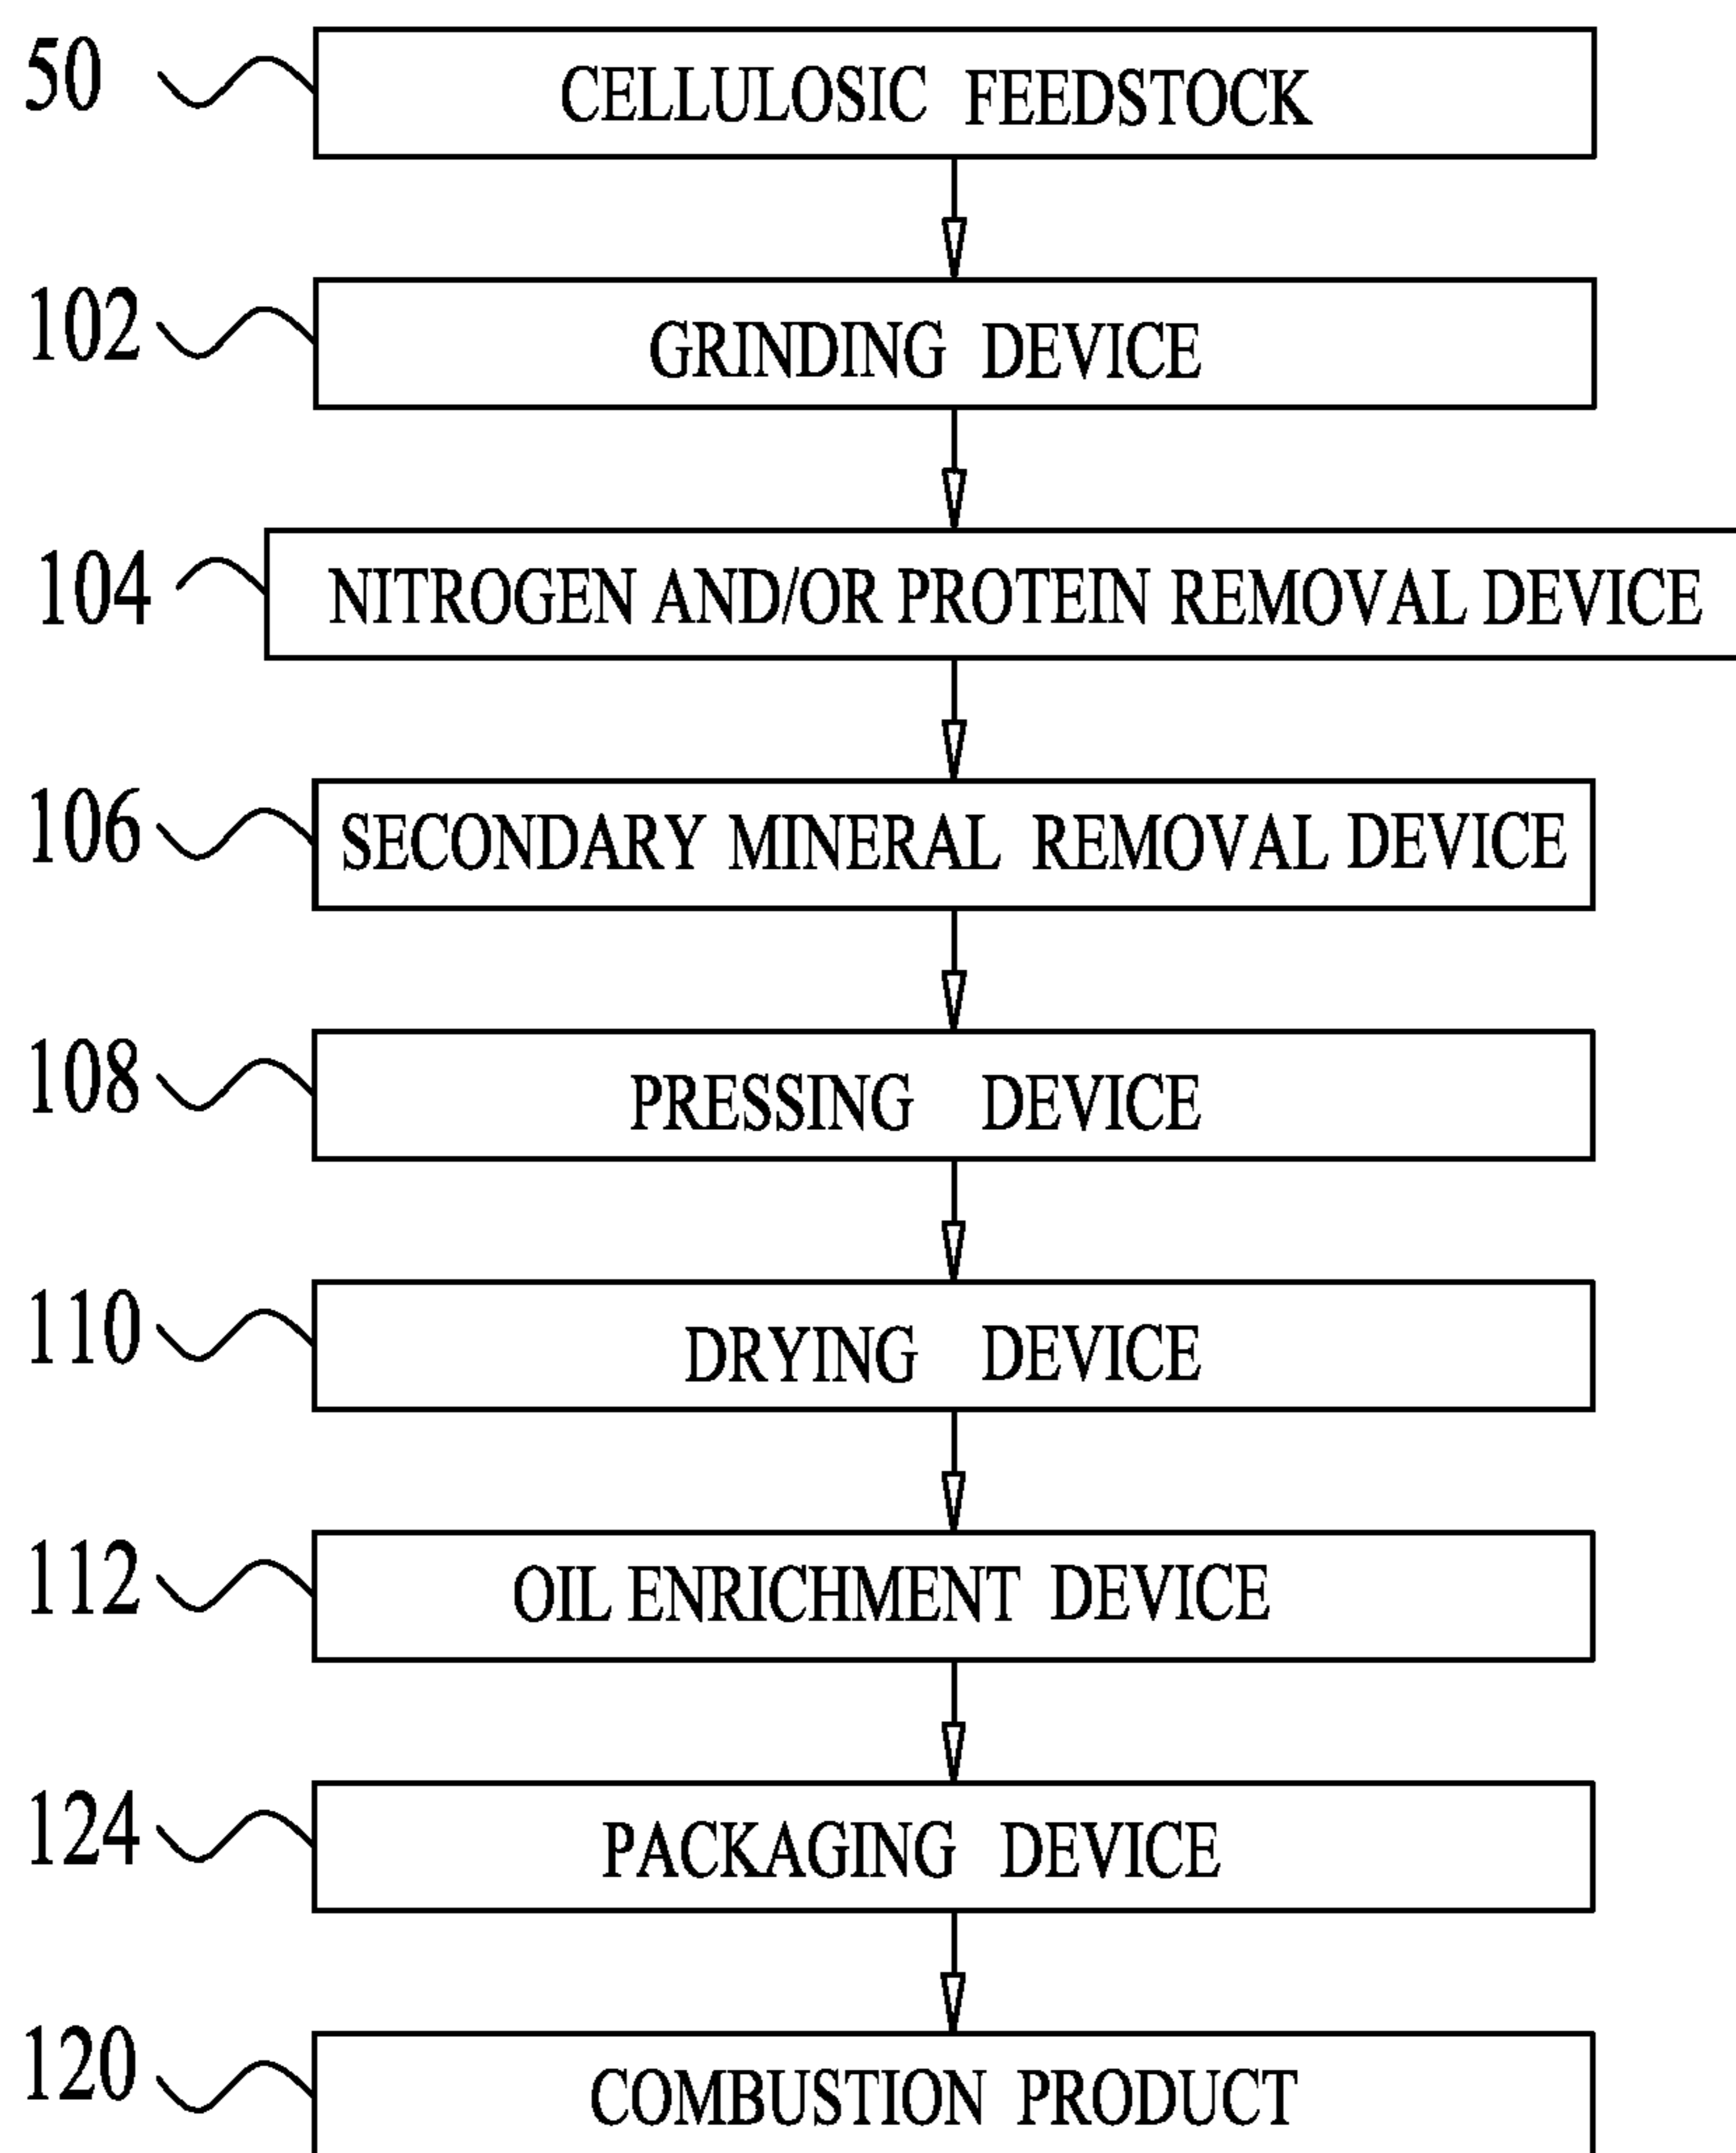 50 CELLULOSIC FEEDSTOCK
102 GRINDING DEVICE
104 NITROGEN AND/OR PROTEIN REMOVAL DEVICE
106 SECONDARY MINERAL REMOVAL DEVICE
108 PRESSING DEVICE
110 DRYING DEVICE
112 OIL ENRICHMENT DEVICE
124 PACKAGING DEVICE
120 COMBUSTION PRODUCT